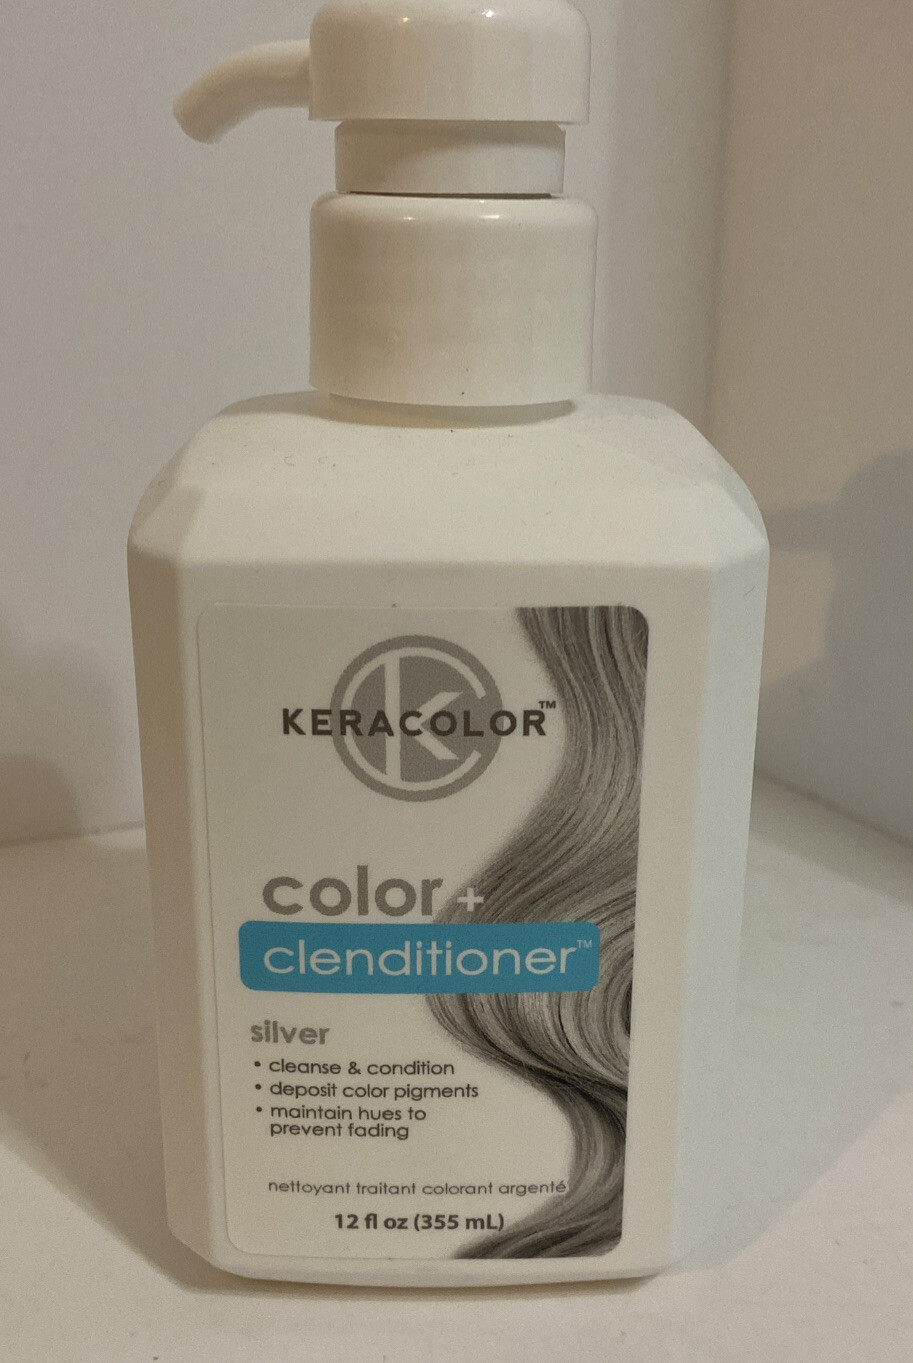 KERACOLOR™
color +
clenditioner™
silver
• cleanse & condition
• deposit color pigments
• maintain hues to
prevent fading
nettoyant traitant colorant argenté
12 fl oz (355 mL)